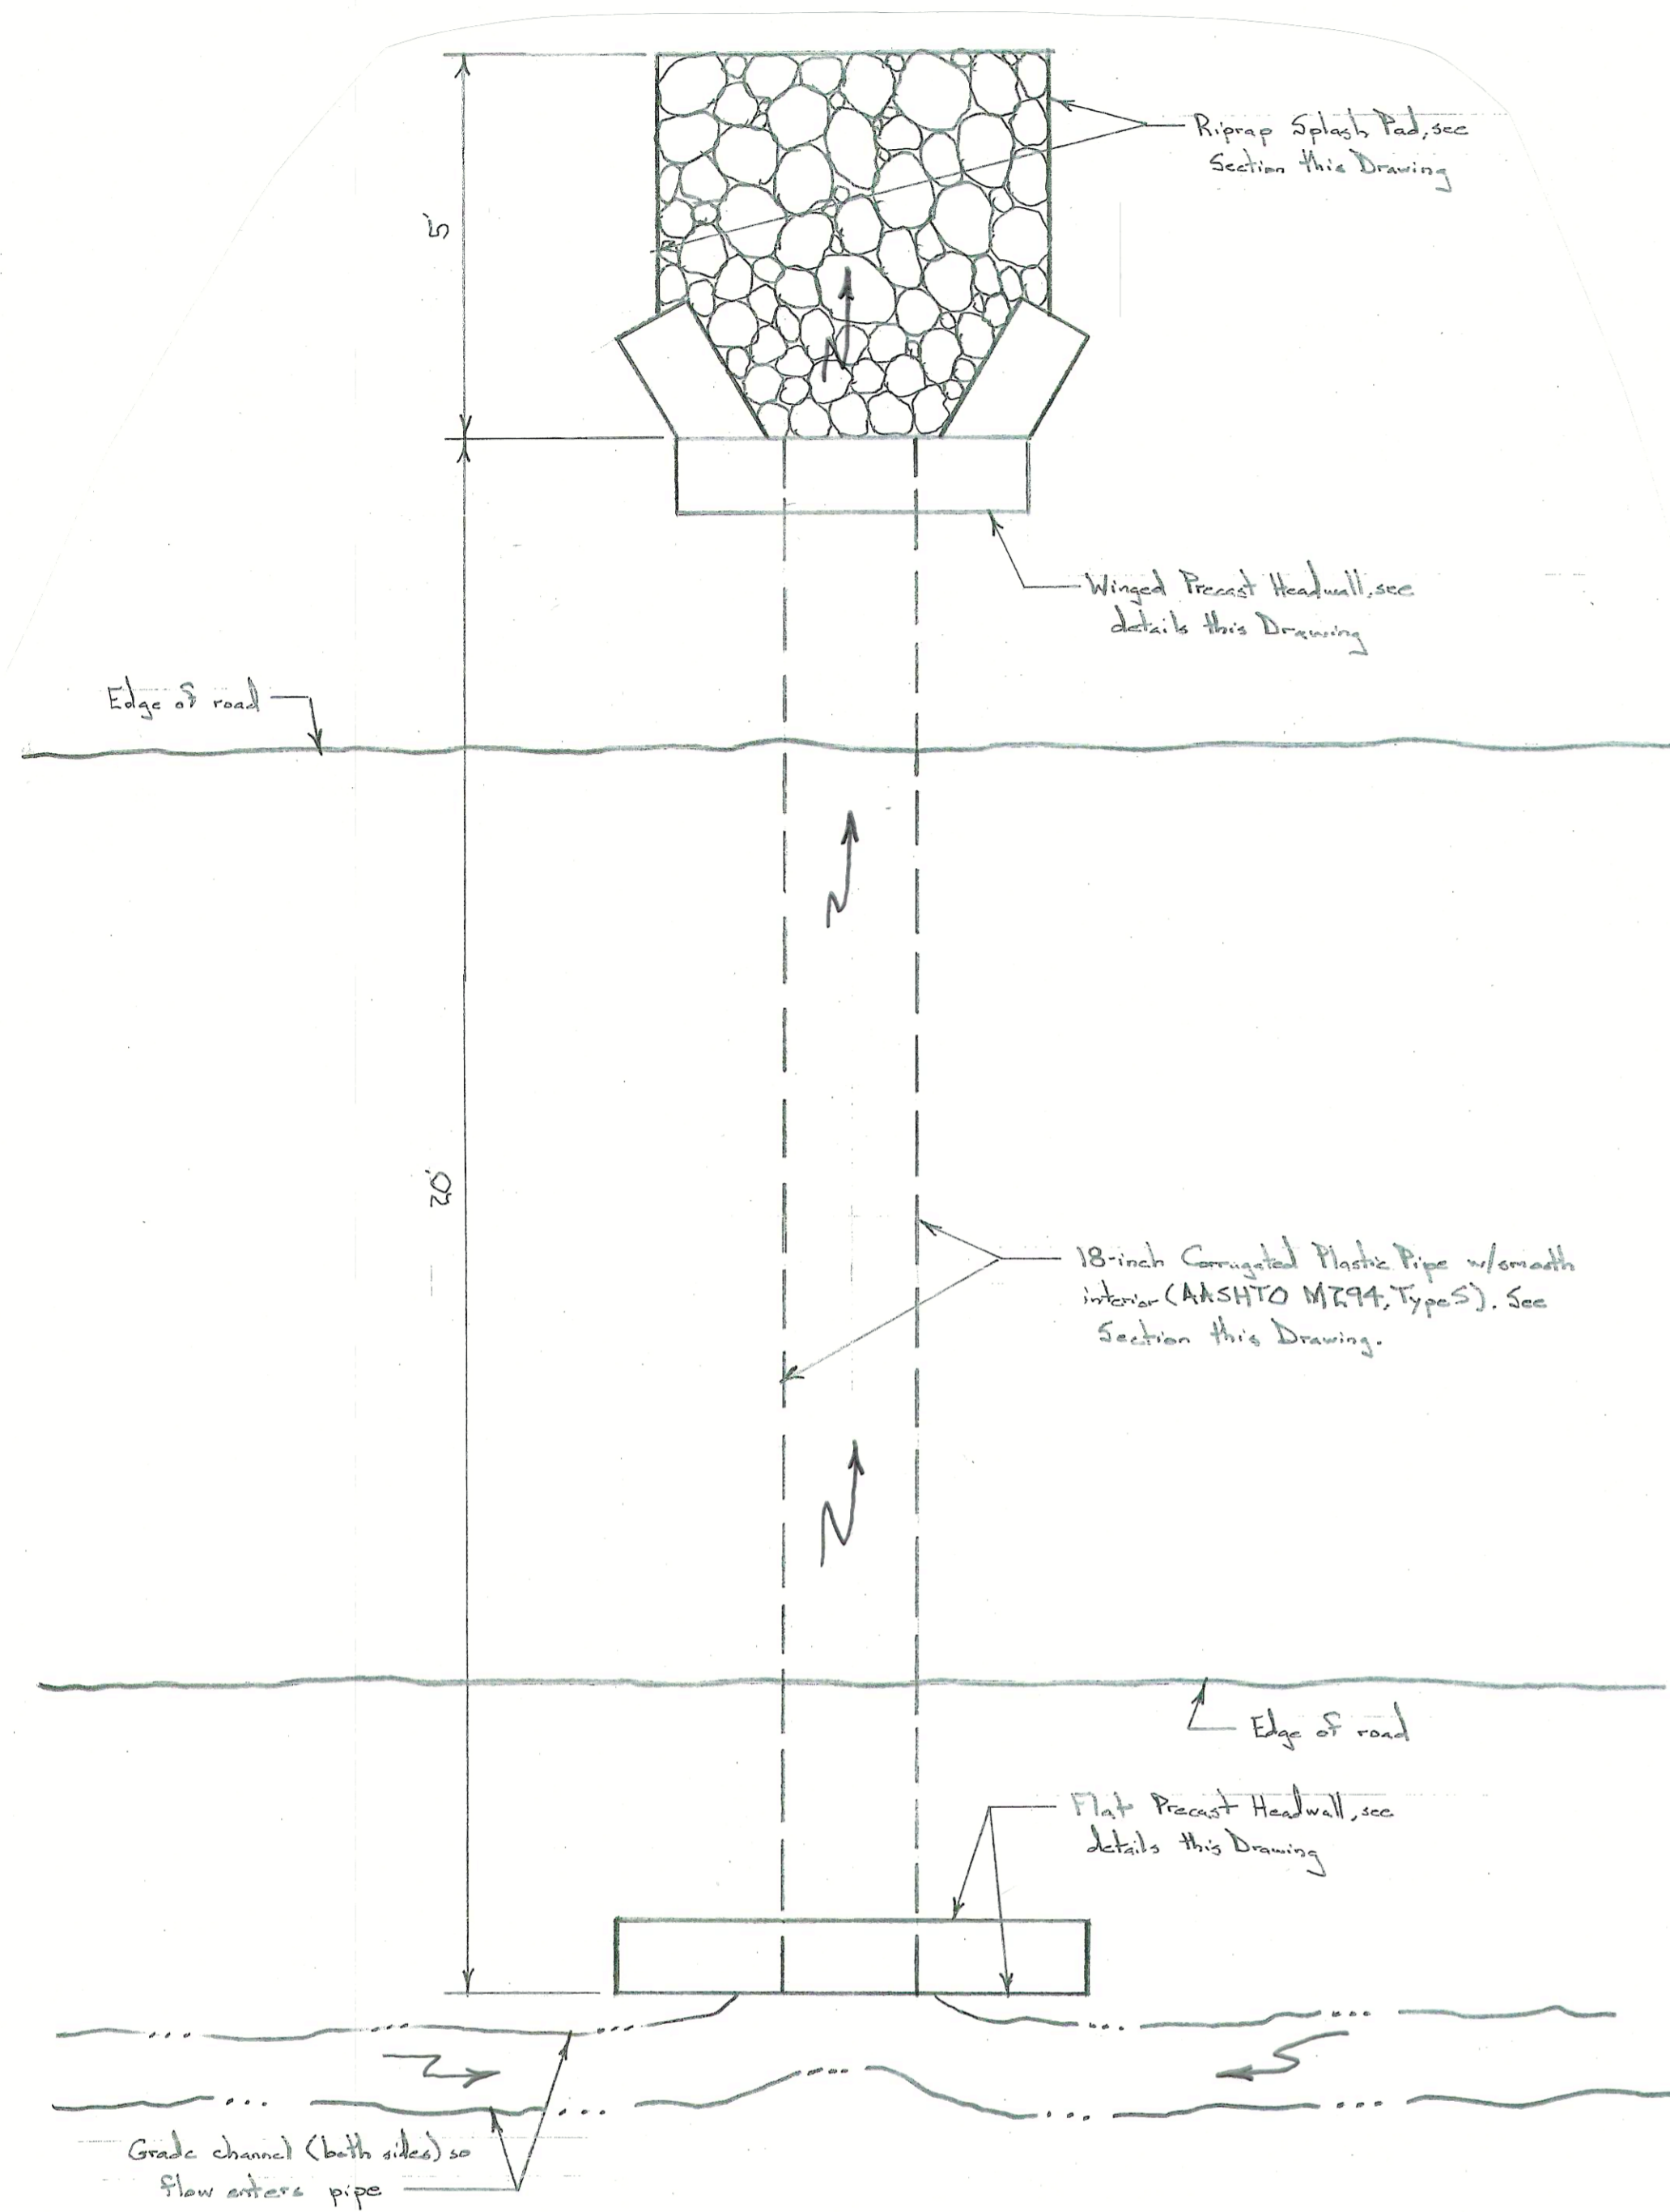 Riprap Splash Pad, see
Section this Drawing
5'
Winged Precast Headwall, see
details this Drawing
Edge of road
20'
18-inch Corrugated Plastic Pipe w/smooth
interior (AASHTO M294, Type S). See
Section this Drawing.
Edge of road
Flat Precast Headwall, see
details this Drawing
Grade channel (both sides) so
flow enters pipe